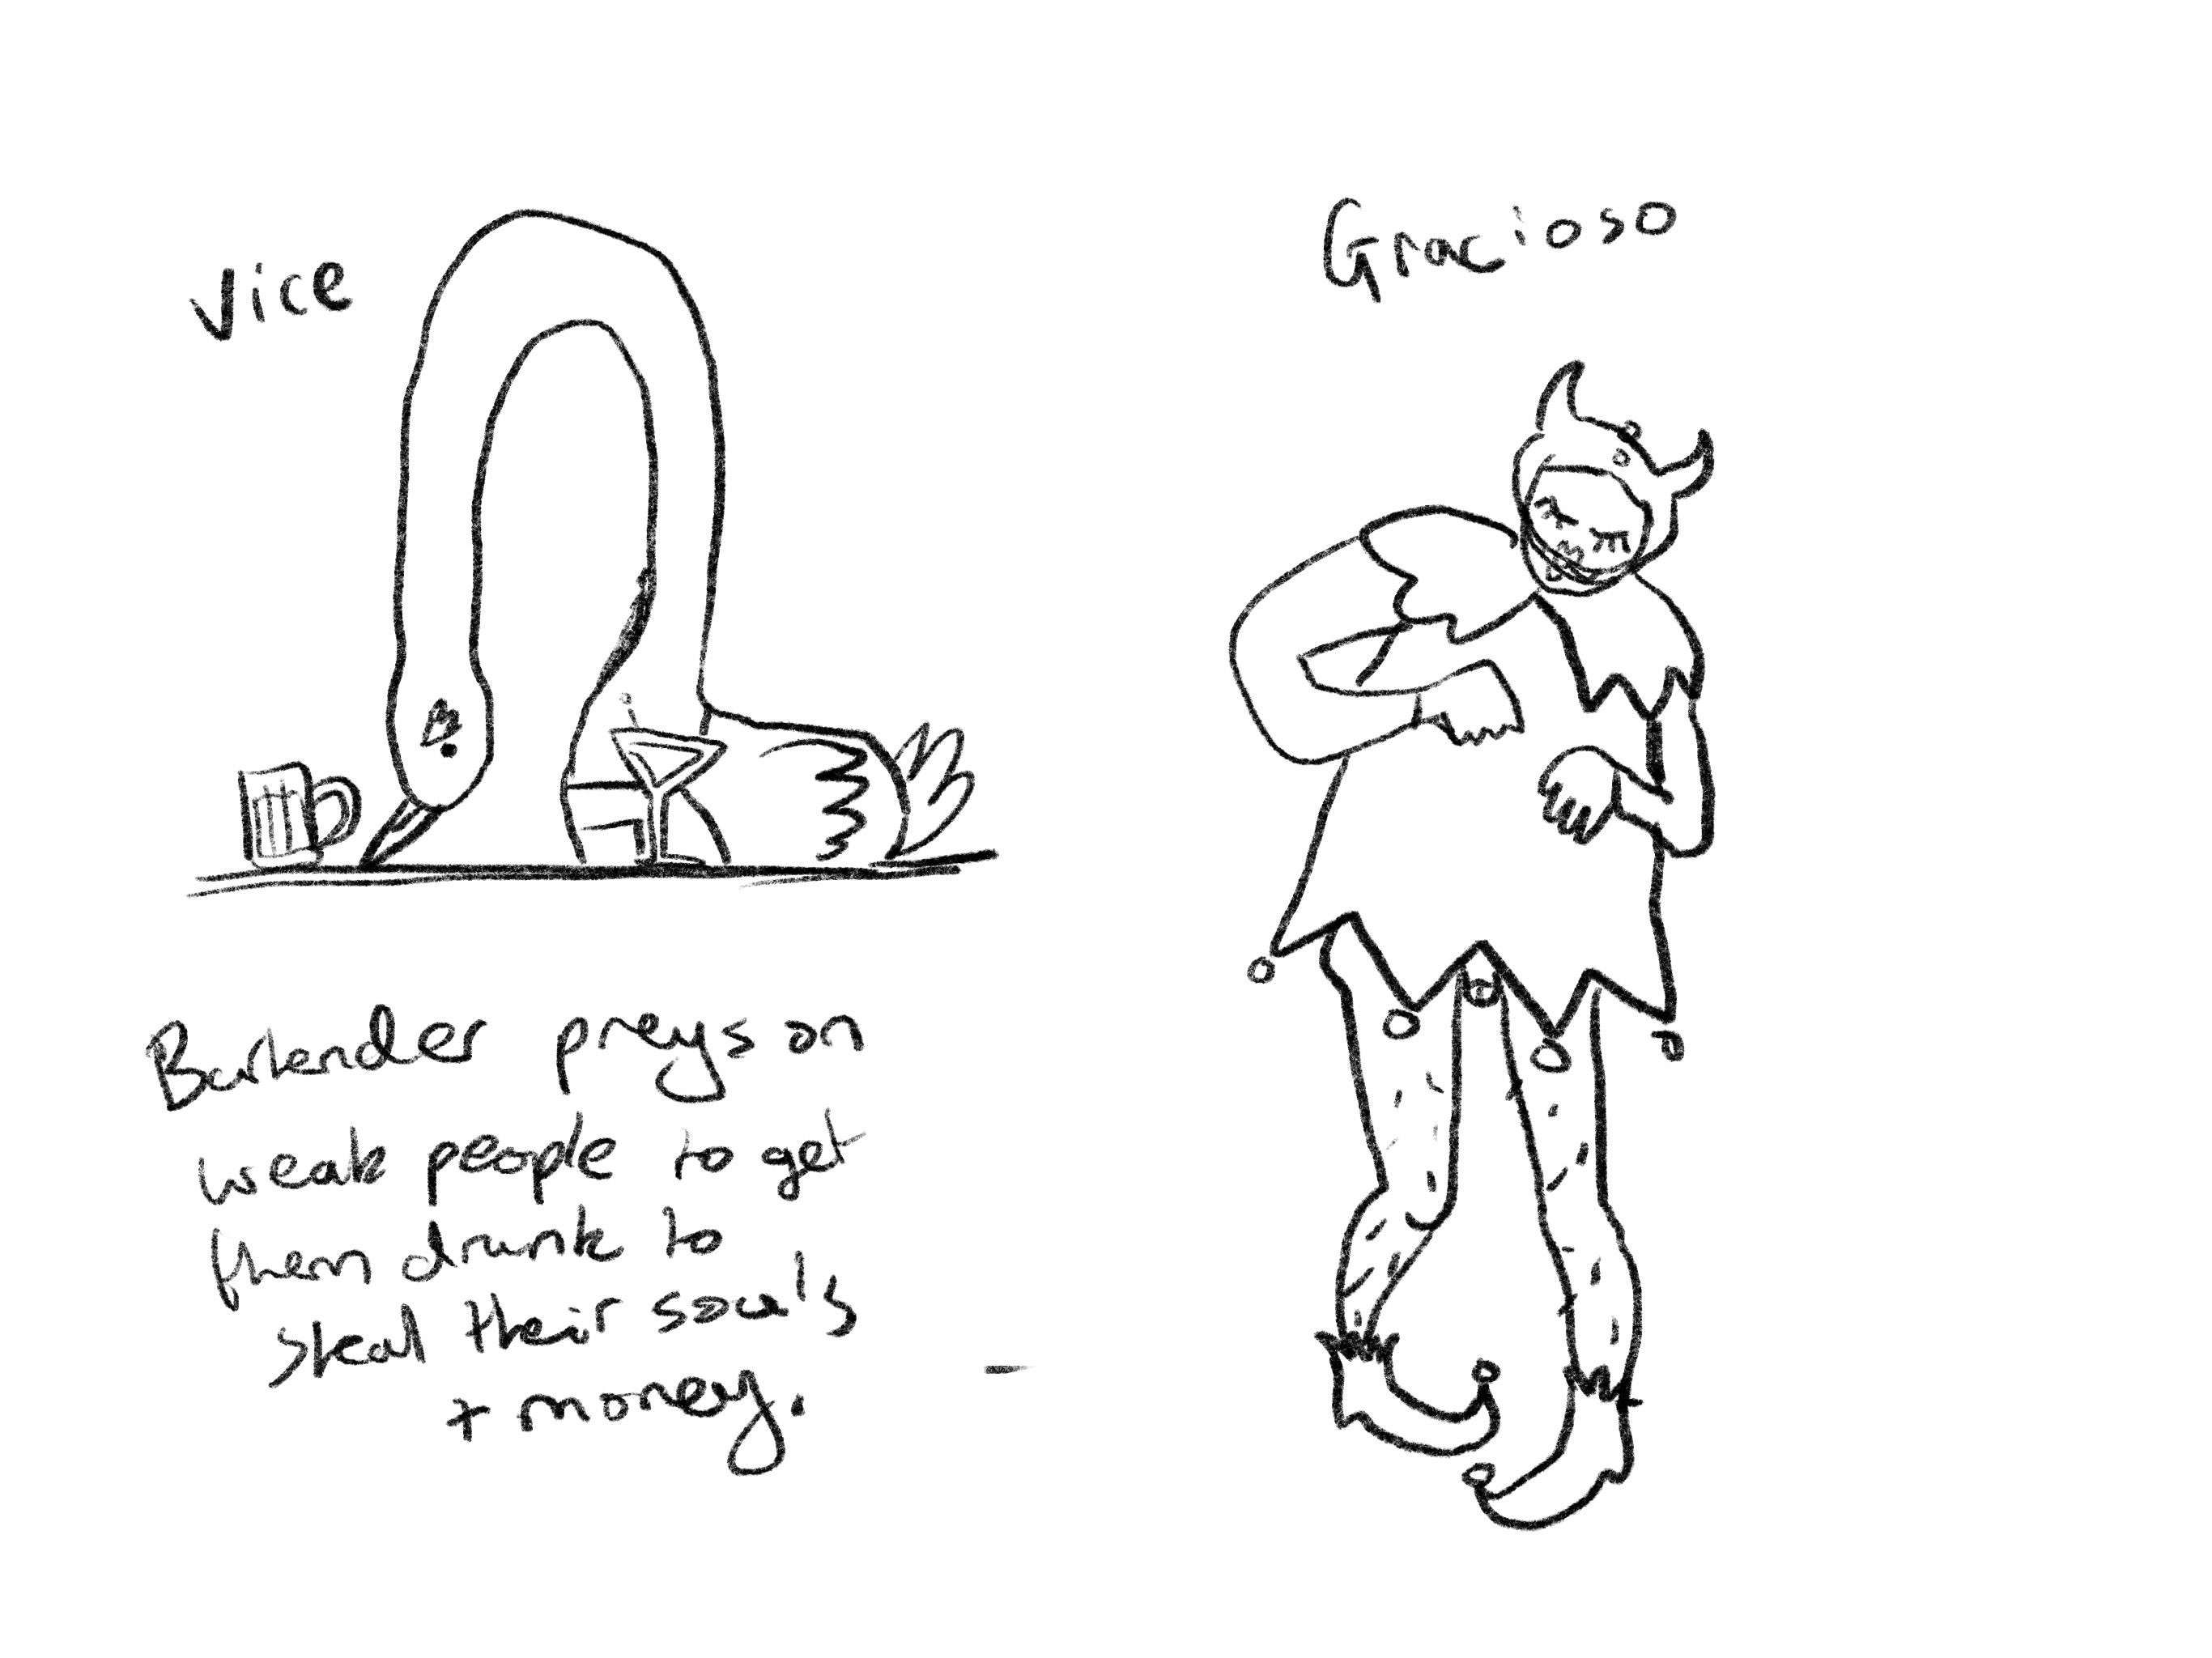 Vice
Gracioso
Bartender preys on
weak people to get
them drunk to
steal their souls
+ money.